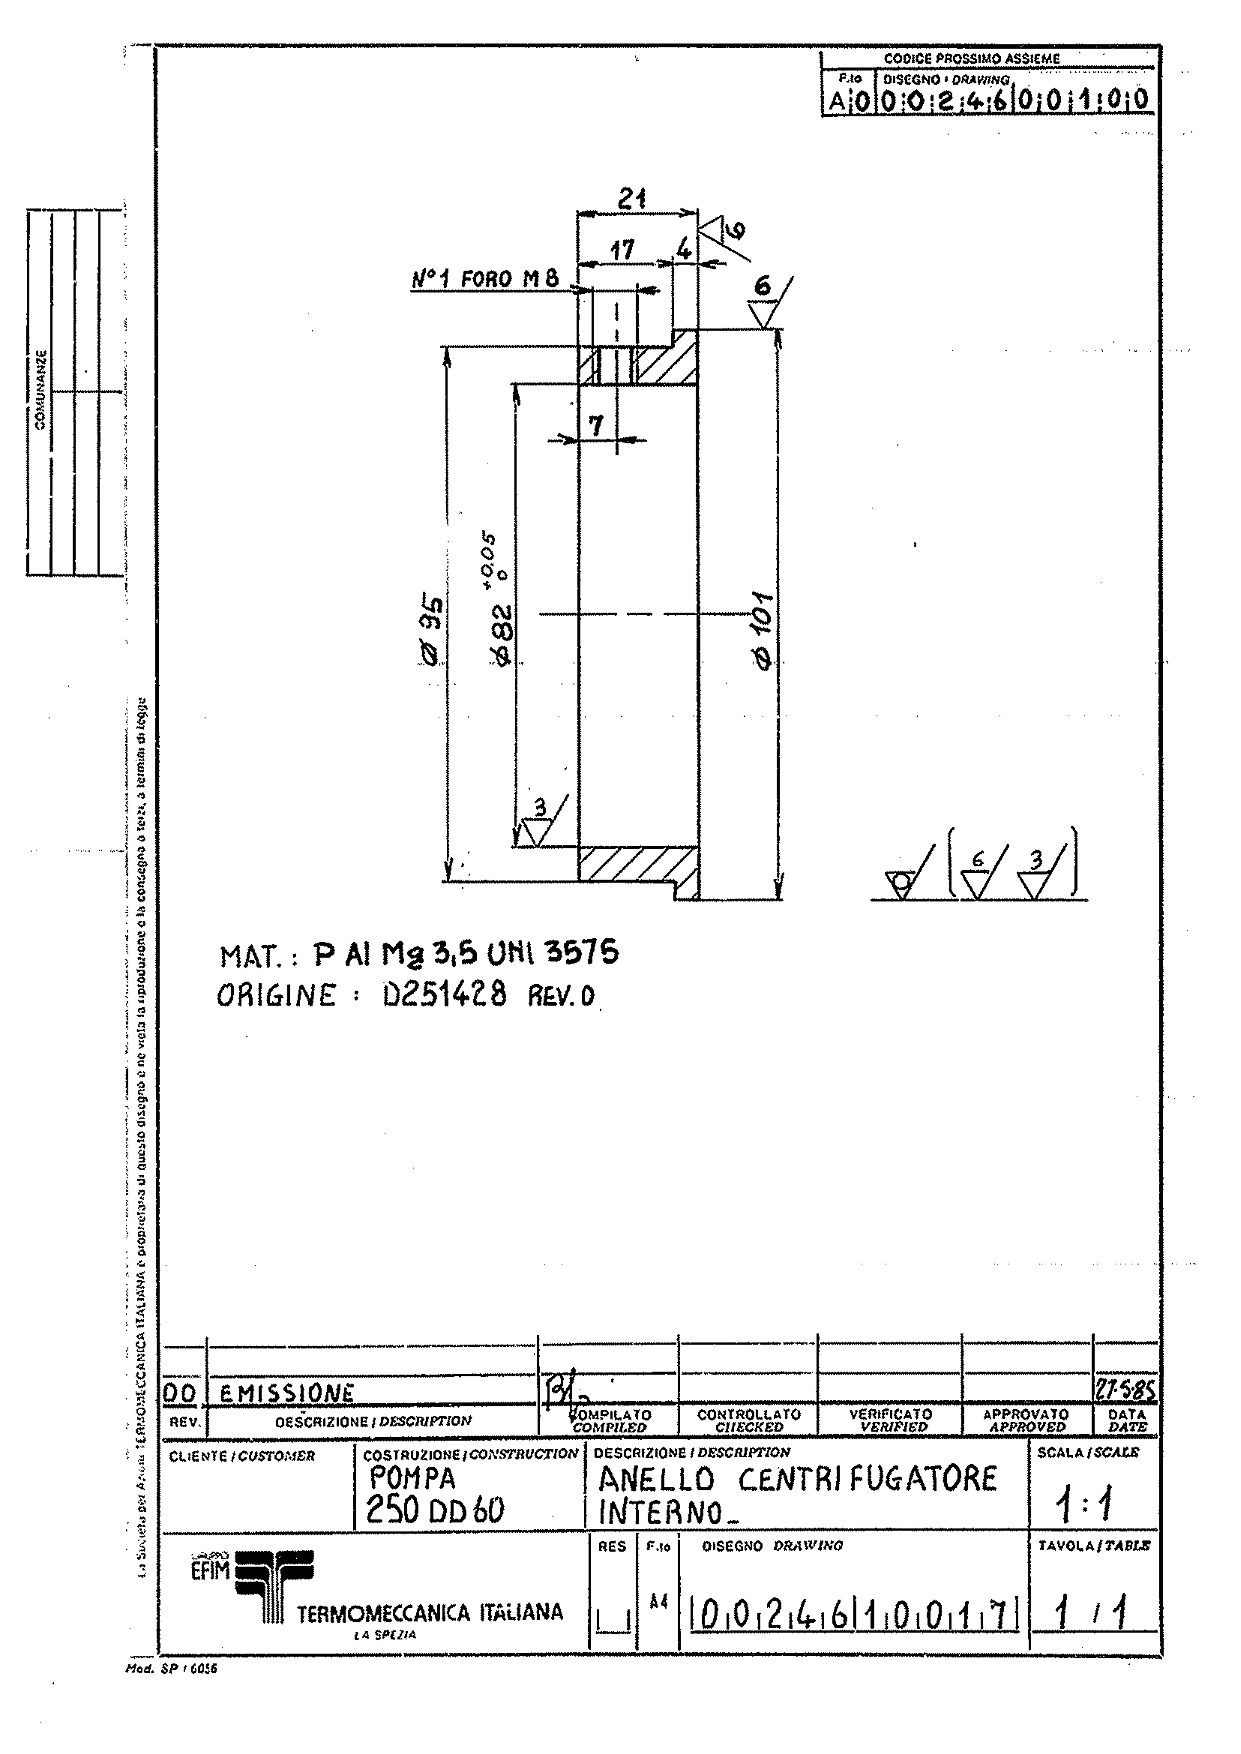 CODICE PROSSIMO ASSIEME
F.to DISEGNO / DRAWING
A 0 0 0 2 4 6 0 0 1 0 0
21
6
17 4
N° 1 FORO M8
6
COMUNANZE
7
Ø 95
Ø 82 +0.05 0
Ø 101
3
( 6 3 )
MAT. : P Al Mg 3,5 UNI 3575
ORIGINE : D251428 REV. 0
La Società per Azioni TERMOMECCANICA ITALIANA è proprietaria di questo disegno e ne vieta la riproduzione o la consegna a terzi, a termini di legge
00 EMISSIONE 27-5-85
REV. DESCRIZIONE / DESCRIPTION COMPILATO COMPILED CONTROLLATO CHECKED VERIFICATO VERIFIED APPROVATO APPROVED DATA DATE
CLIENTE / CUSTOMER
COSTRUZIONE / CONSTRUCTION
POMPA
250 DD 60
DESCRIZIONE / DESCRIPTION
ANELLO CENTRIFUGATORE
INTERNO_
SCALA / SCALE
1:1
GRUPPO
EFIM
TERMOMECCANICA ITALIANA
LA SPEZIA
RES
F.to
A4
DISEGNO DRAWING
0 0 2 4 6 1 0 0 1 7
TAVOLA / TABLE
1 / 1
Mod. SP / 6056